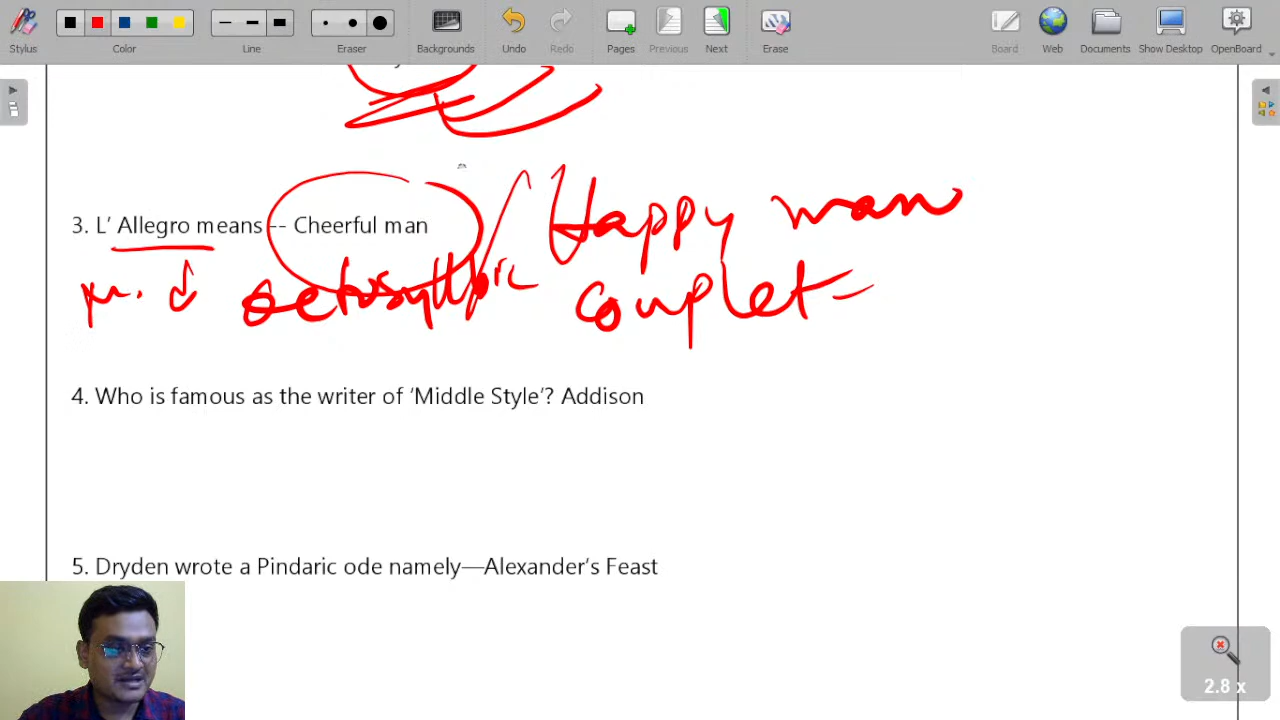 Stylus Color Line Eraser Backgrounds Undo Redo Pages Previous Next Erase Board Web Documents Show Desktop OpenBoard
3. L' Allegro means -- Cheerful man / Happy man
couplet
4. Who is famous as the writer of ‘Middle Style’? Addison
5. Dryden wrote a Pindaric ode namely—Alexander’s Feast
2.8 x